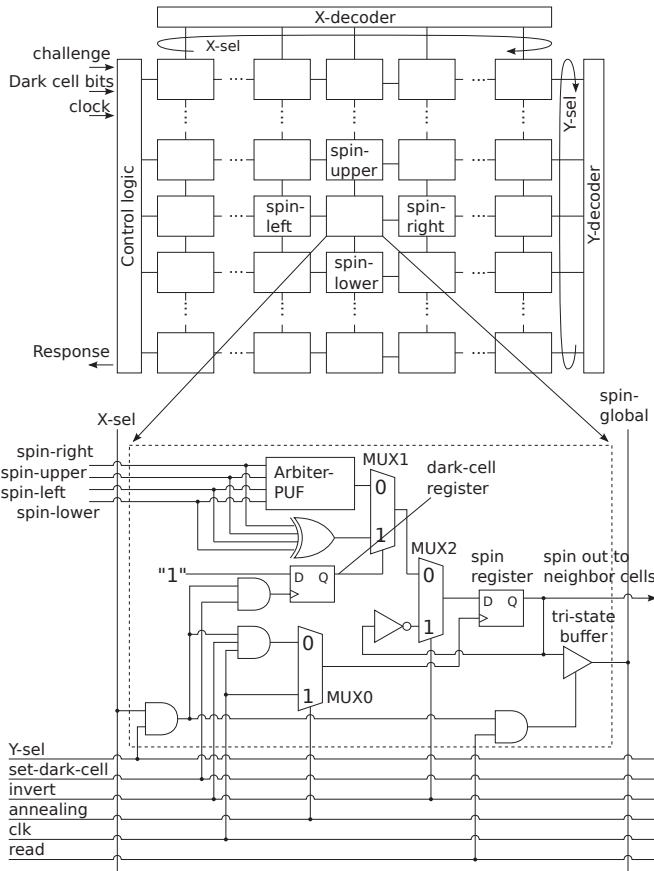 X-decoder
X-sel
challenge
Dark cell bits
clock
Control logic
Y-sel
Y-decoder
spin-
upper
spin-
left
spin-
right
spin-
lower
Response
X-sel
spin-
global
spin-right
spin-upper
spin-left
spin-lower
Arbiter-
PUF
MUX1
0
1
dark-cell
register
"1"
D Q
MUX2
0
1
spin
register
D Q
spin out to
neighbor cells
tri-state
buffer
0
1
MUX0
Y-sel
set-dark-cell
invert
annealing
clk
read